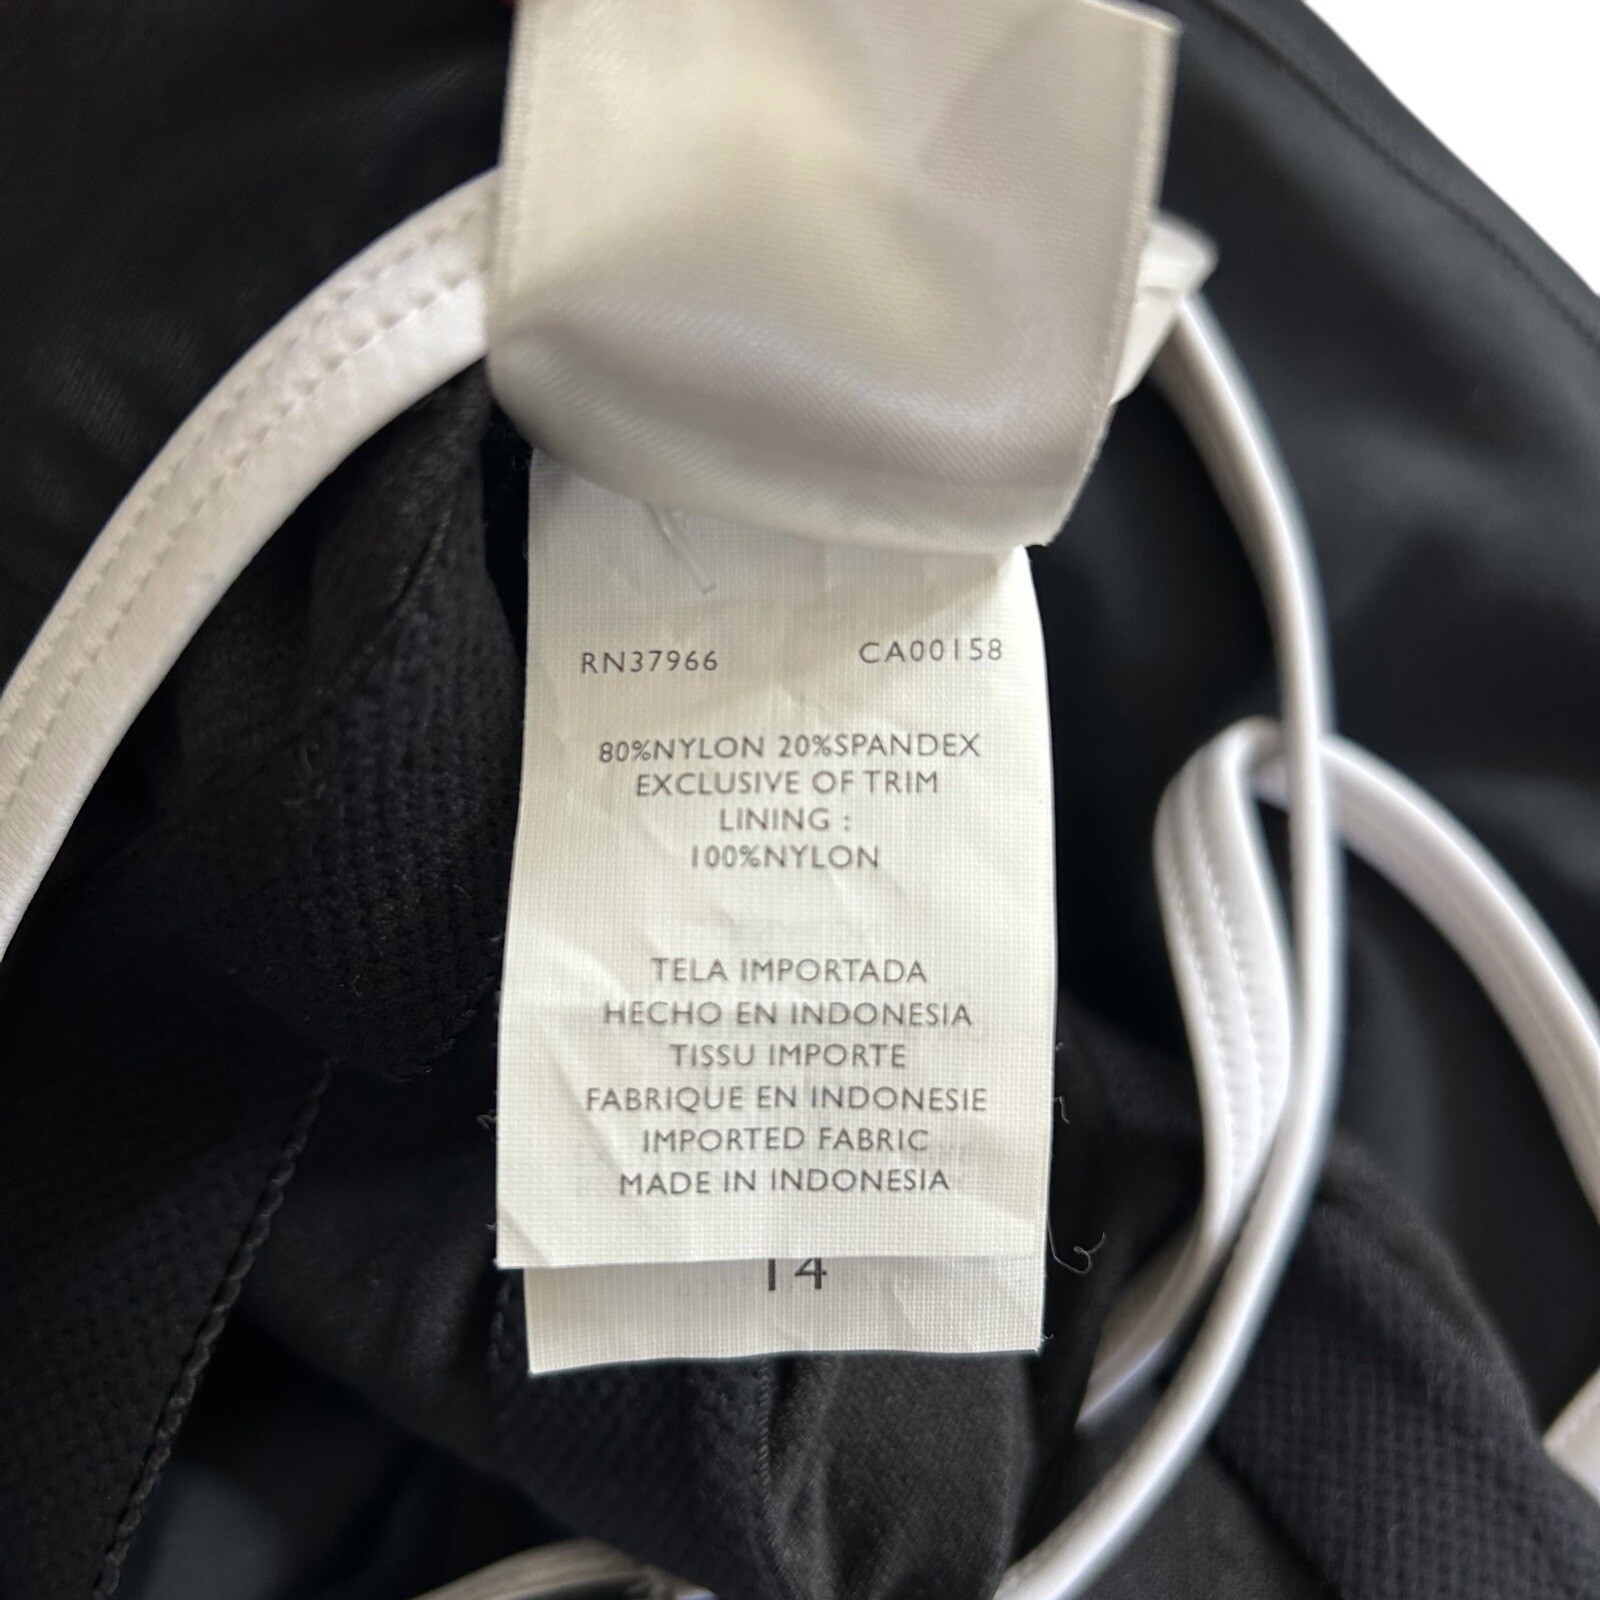 RN37966 CA00158
80%NYLON 20%SPANDEX
EXCLUSIVE OF TRIM
LINING :
100%NYLON
TELA IMPORTADA
HECHO EN INDONESIA
TISSU IMPORTE
FABRIQUE EN INDONESIE
IMPORTED FABRIC
MADE IN INDONESIA
14